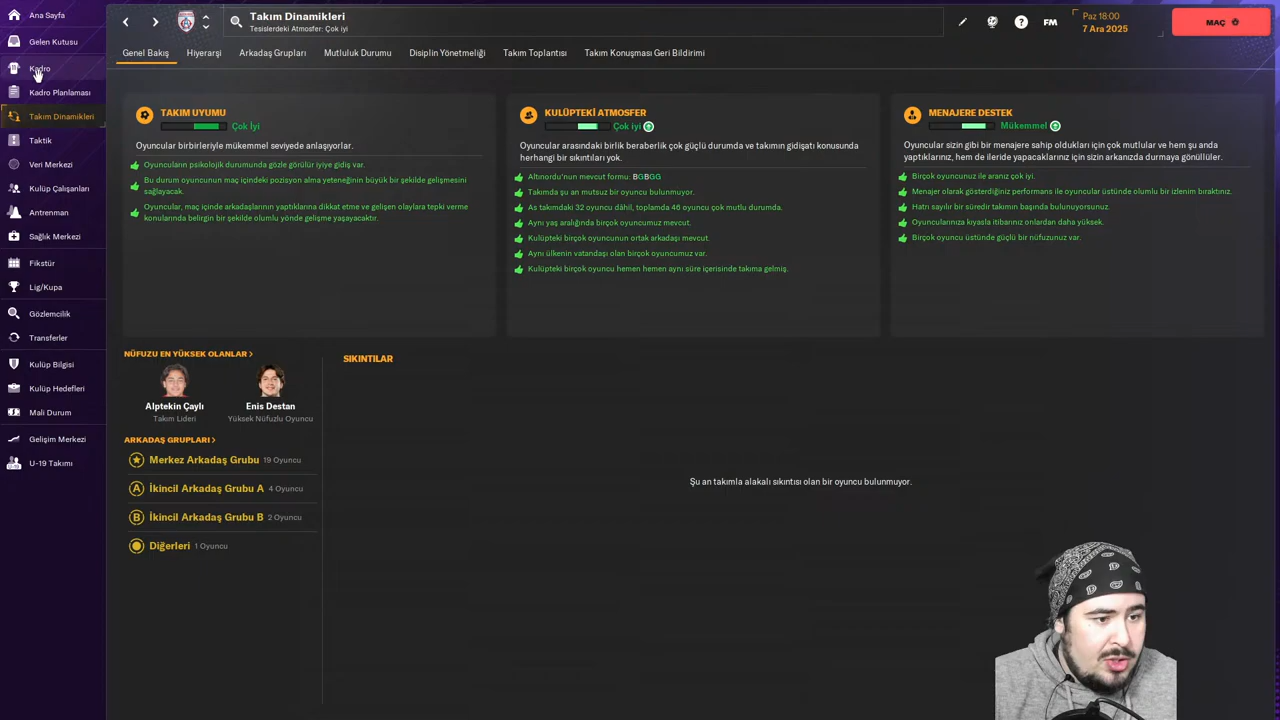 Ana Sayfa
Gelen Kutusu
Kadro
Kadro Planlaması
Takım Dinamikleri
Taktik
Veri Merkezi
Kulüp Çalışanları
Antrenman
Sağlık Merkezi
Fikstür
Lig/Kupa
Gözlemcilik
Transferler
Kulüp Bilgisi
Kulüp Hedefleri
Mali Durum
Gelişim Merkezi
U-19 Takımı
Takım Dinamikleri
Tesislerdeki Atmosfer: Çok iyi
FM
Paz 18:00
7 Ara 2025
MAÇ
Genel Bakış
Hiyerarşi
Arkadaş Grupları
Mutluluk Durumu
Disiplin Yönetmeliği
Takım Toplantısı
Takım Konuşması Geri Bildirimi
TAKIM UYUMU
Çok İyi
Oyuncular birbirleriyle mükemmel seviyede anlaşıyorlar.
Oyuncuların psikolojik durumunda gözle görülür iyiye gidiş var.
Bu durum oyuncunun maç içindeki pozisyon alma yeteneğinin büyük bir şekilde gelişmesini
sağlayacak.
Oyuncular, maç içinde arkadaşlarının yaptıklarına dikkat etme ve gelişen olaylara tepki verme
konularında belirgin bir şekilde olumlu yönde gelişme yaşayacaktır.
KULÜPTEKİ ATMOSFER
Çok iyi
Oyuncular arasındaki birlik beraberlik çok güçlü durumda ve takımın gidişatı konusunda
herhangi bir sıkıntıları yok.
Altınordu'nun mevcut formu: BGBGG
Takımda şu an mutsuz bir oyuncu bulunmuyor.
As takımdaki 32 oyuncu dâhil, toplamda 46 oyuncu çok mutlu durumda.
Aynı yaş aralığında birçok oyuncumuz mevcut.
Kulüpteki birçok oyuncunun ortak arkadaşı mevcut.
Aynı ülkenin vatandaşı olan birçok oyuncumuz var.
Kulüpteki birçok oyuncu hemen hemen aynı süre içerisinde takıma gelmiş.
MENAJERE DESTEK
Mükemmel
Oyuncular sizin gibi bir menajere sahip oldukları için çok mutlular ve hem şu anda
yaptıklarınız, hem de ileride yapacaklarınız için sizin arkanızda durmaya gönüllüler.
Birçok oyuncunuz ile aranız çok iyi.
Menajer olarak gösterdiğiniz performans ile oyuncular üstünde olumlu bir izlenim bıraktınız.
Hatrı sayılır bir süredir takımın başında bulunuyorsunuz.
Oyuncularınıza kıyasla itibarınız onlardan daha yüksek.
Birçok oyuncu üstünde güçlü bir nüfuzunuz var.
NÜFUZU EN YÜKSEK OLANLAR >
Alptekin Çaylı
Takım Lideri
Enis Destan
Yüksek Nüfuzlu Oyuncu
ARKADAŞ GRUPLARI >
Merkez Arkadaş Grubu 19 Oyuncu
A İkincil Arkadaş Grubu A 4 Oyuncu
B İkincil Arkadaş Grubu B 2 Oyuncu
Diğerleri 1 Oyuncu
SIKINTILAR
Şu an takımla alakalı sıkıntısı olan bir oyuncu bulunmuyor.